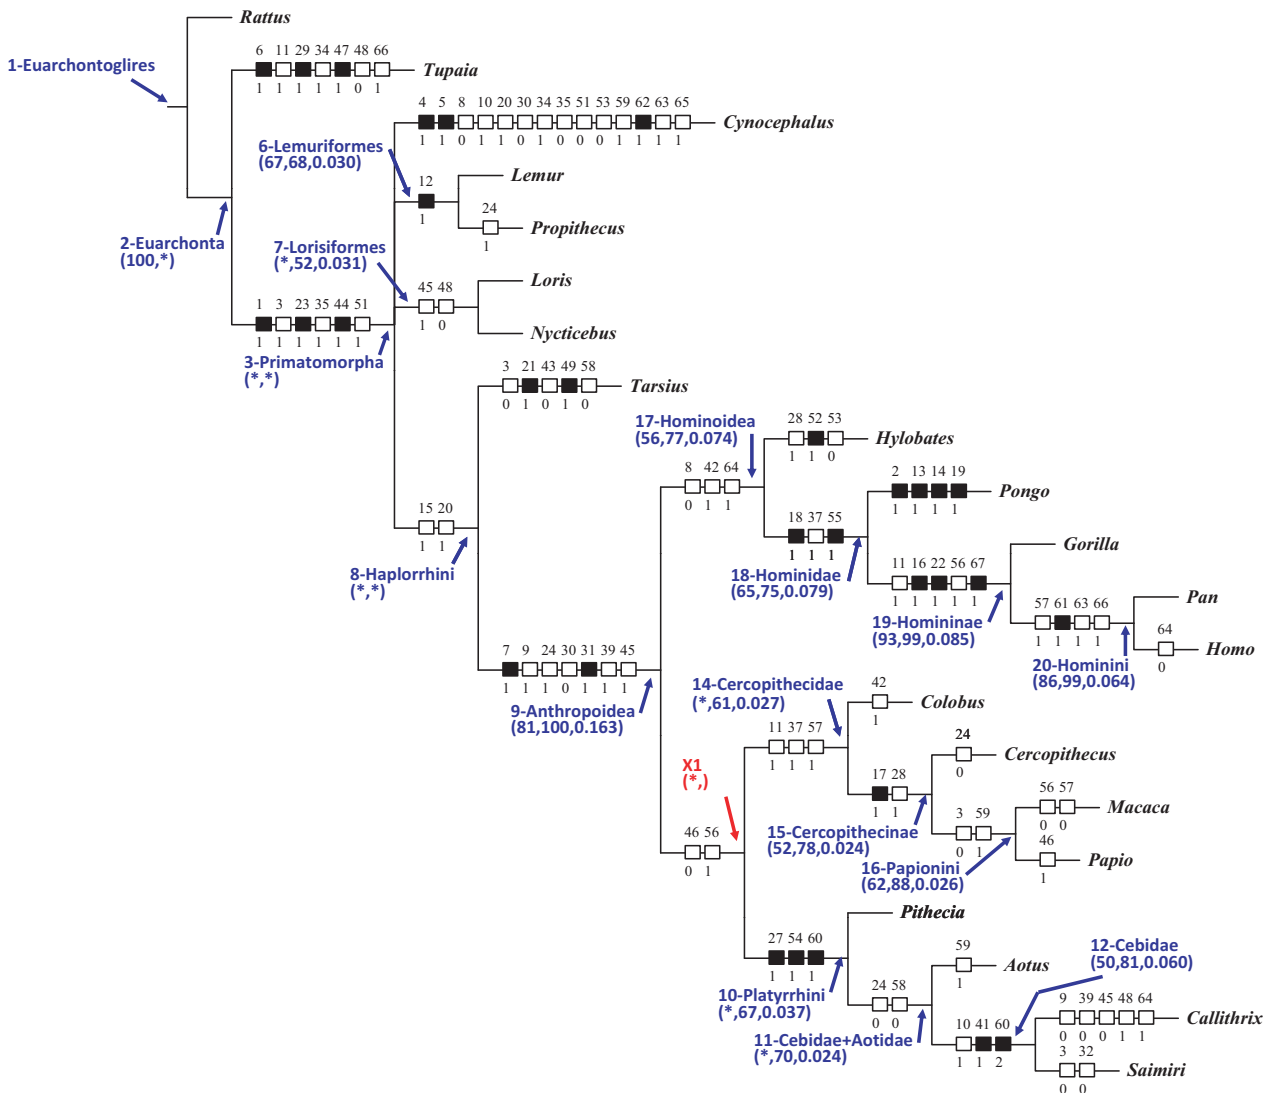 Rattus
1-Euarchontoglires
6 11 29 34 47 48 66
Tupaia
1 1 1 1 1 0 1
4 5 8 10 20 30 34 35 51 53 59 62 63 65
Cynocephalus
1 1 0 1 1 0 1 0 0 0 1 1 1 1
6-Lemuriformes
(67,68,0.030)
Lemur
12
1
24
Propithecus
1
2-Euarchonta
(100,*)
7-Lorisiformes
(*,52,0.031)
Loris
45 48
1 0
Nycticebus
1 3 23 35 44 51
1 1 1 1 1 1
3-Primatomorpha
(*,*)
3 21 43 49 58
Tarsius
0 1 0 1 0
17-Hominoidea
(56,77,0.074)
28 52 53
Hylobates
1 1 0
8 42 64
0 1 1
2 13 14 19
Pongo
1 1 1 1
15 20
1 1
18 37 55
1 1 1
Gorilla
8-Haplorrhini
(*,*)
18-Hominidae
(65,75,0.079)
11 16 22 56 67
1 1 1 1 1
19-Homininae
(93,99,0.085)
Pan
57 61 63 66
1 1 1 1
64
Homo
0
20-Hominini
(86,99,0.064)
7 9 24 30 31 39 45
1 1 1 0 1 1 1
9-Anthropoidea
(81,100,0.163)
14-Cercopithecidae
(*,61,0.027)
42
Colobus
1
11 37 57
1 1 1
24
Cercopithecus
0
X1
(*,)
17 28
1 1
56 57
Macaca
0 0
15-Cercopithecinae
(52,78,0.024)
3 59
0 1
46 56
0 1
46
Papio
1
16-Papionini
(62,88,0.026)
Pithecia
27 54 60
1 1 1
59
Aotus
1
12-Cebidae
(50,81,0.060)
10-Platyrrhini
(*,67,0.037)
24 58
0 0
9 39 45 48 64
Callithrix
0 0 0 1 1
11-Cebidae+Aotidae
(*,70,0.024)
10 41 60
1 1 2
3 32
Saimiri
0 0